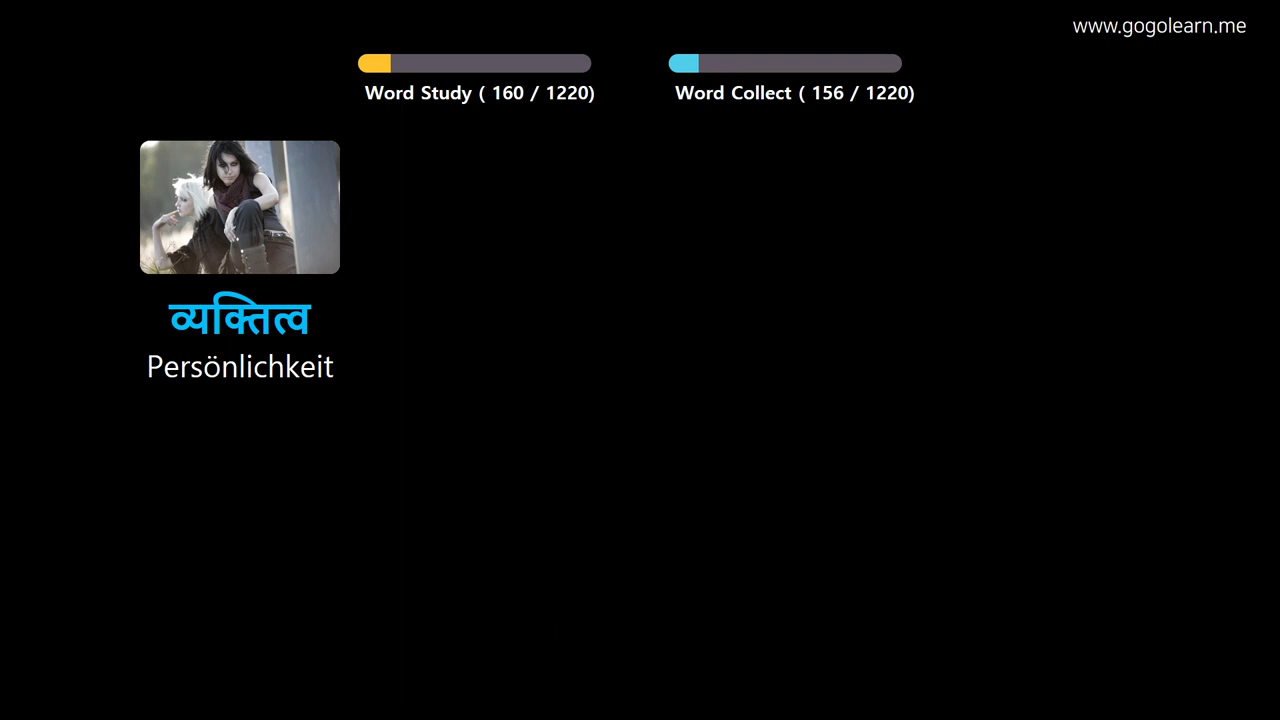 www.gogolearn.me
Word Study ( 160 / 1220)
Word Collect ( 156 / 1220)
व्यक्तित्व
Persönlichkeit